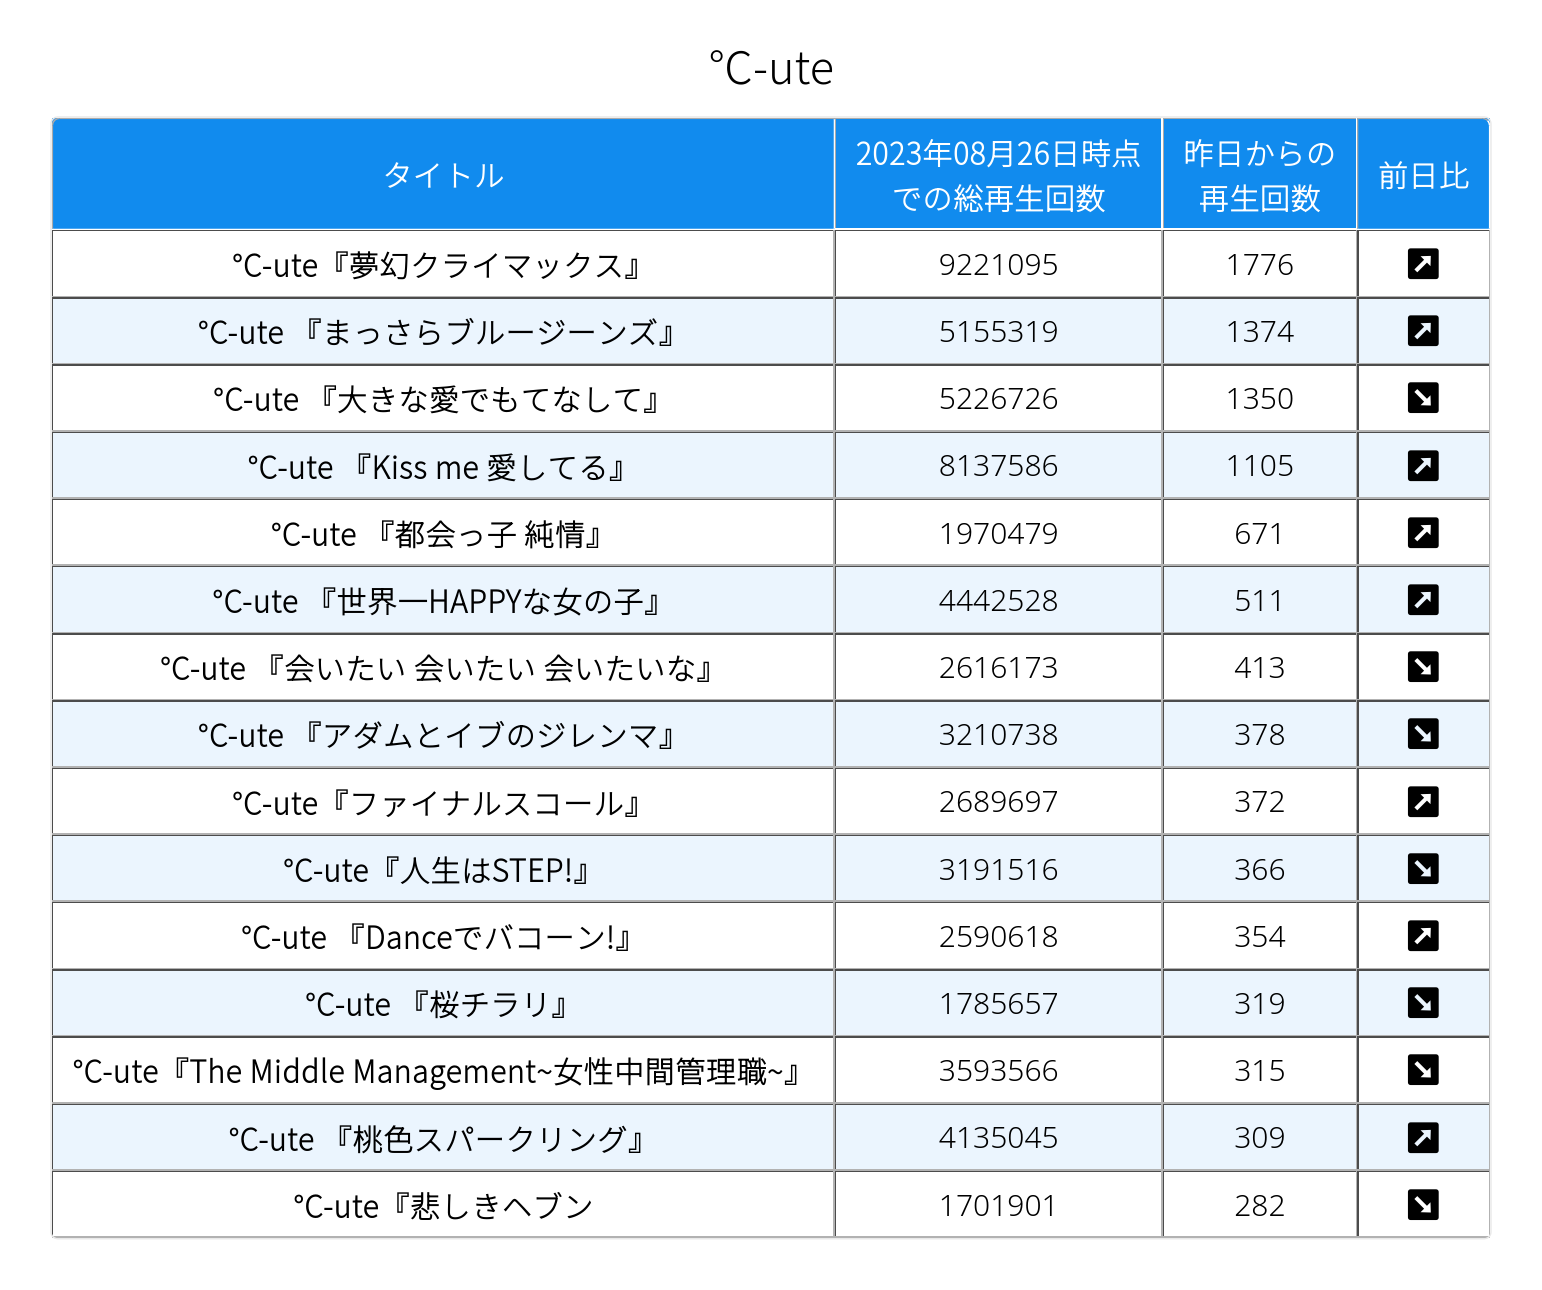 ℃-ute
タイトル
2023年08月26日時点
での総再生回数
昨日からの
再生回数
前日比
℃-ute『夢幻クライマックス』 9221095 1776 ↗
℃-ute 『まっさらブルージーンズ』 5155319 1374 ↗
℃-ute 『大きな愛でもてなして』 5226726 1350 ↘
℃-ute 『Kiss me 愛してる』 8137586 1105 ↗
℃-ute 『都会っ子 純情』 1970479 671 ↗
℃-ute 『世界一HAPPYな女の子』 4442528 511 ↗
℃-ute 『会いたい 会いたい 会いたいな』 2616173 413 ↘
℃-ute 『アダムとイブのジレンマ』 3210738 378 ↘
℃-ute『ファイナルスコール』 2689697 372 ↗
℃-ute『人生はSTEP!』 3191516 366 ↘
℃-ute 『Danceでバコーン!』 2590618 354 ↗
℃-ute 『桜チラリ』 1785657 319 ↘
℃-ute『The Middle Management~女性中間管理職~』 3593566 315 ↘
℃-ute 『桃色スパークリング』 4135045 309 ↗
℃-ute『悲しきヘブン 1701901 282 ↘